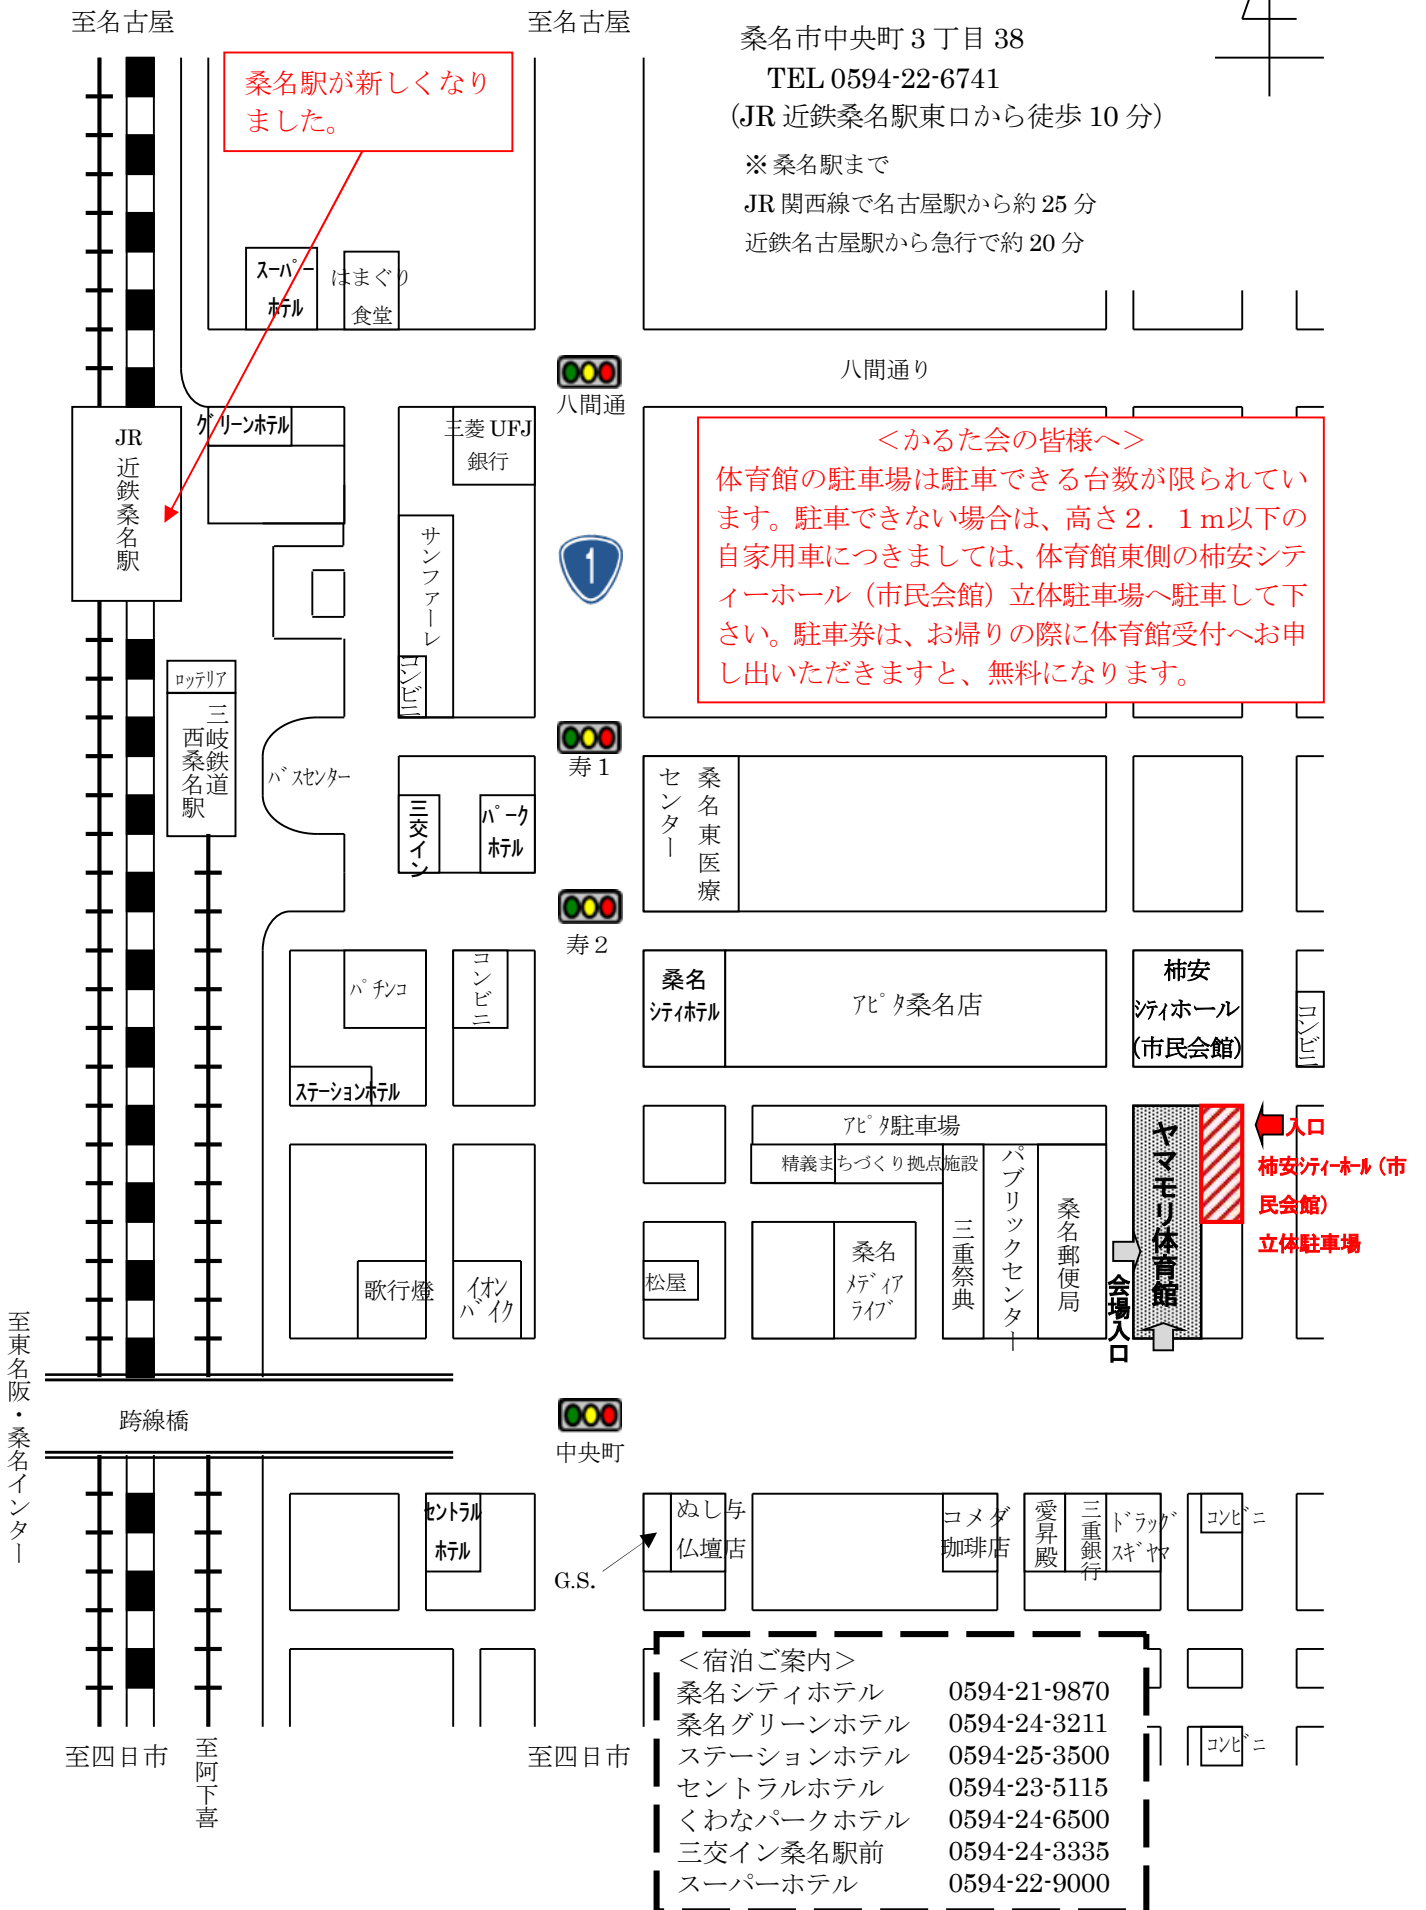 至名古屋
至名古屋
桑名市中央町 3 丁目 38
TEL 0594-22-6741
(JR 近鉄桑名駅東口から徒歩 10 分)
※桑名駅まで
JR 関西線で名古屋駅から約 25 分
近鉄名古屋駅から急行で約 20 分
桑名駅が新しくなり
ました。
スーパー
ホテル
はまぐり
食堂
八間通り
八間通
JR
近鉄桑名駅
グリーンホテル
三菱 UFJ
銀行
サンファーレ
コンビニ
1
<かるた会の皆様へ>
体育館の駐車場は駐車できる台数が限られてい
ます。駐車できない場合は、高さ２．１ｍ以下の
自家用車につきましては、体育館東側の柿安シテ
ィーホール（市民会館）立体駐車場へ駐車して下
さい。駐車券は、お帰りの際に体育館受付へお申
し出いただきますと、無料になります。
ロッテリア
三岐鉄道
西桑名駅
バスセンター
寿１
三交イン
パーク
ホテル
桑名東医療
センター
寿２
パチンコ
コンビニ
ステーションホテル
桑名
シティホテル
アピタ桑名店
柿安
シティホール
(市民会館)
コンビニ
アピタ駐車場
精義まちづくり拠点施設
三重祭典
パブリックセンター
桑名郵便局
ヤマモリ体育館
会場入口
入口
柿安シティーホール（市
民会館）
立体駐車場
歌行燈
イオン
バイク
松屋
桑名
メディア
ライブ
至東名阪・桑名インター
跨線橋
中央町
セントラル
ホテル
G.S.
ぬし与
仏壇店
コメダ
珈琲店
愛昇殿
三重銀行
ドラッグ
スギヤマ
コンビニ
コンビニ
至四日市
至阿下喜
至四日市
<宿泊ご案内>
桑名シティホテル 0594-21-9870
桑名グリーンホテル 0594-24-3211
ステーションホテル 0594-25-3500
セントラルホテル 0594-23-5115
くわなパークホテル 0594-24-6500
三交イン桑名駅前 0594-24-3335
スーパーホテル 0594-22-9000